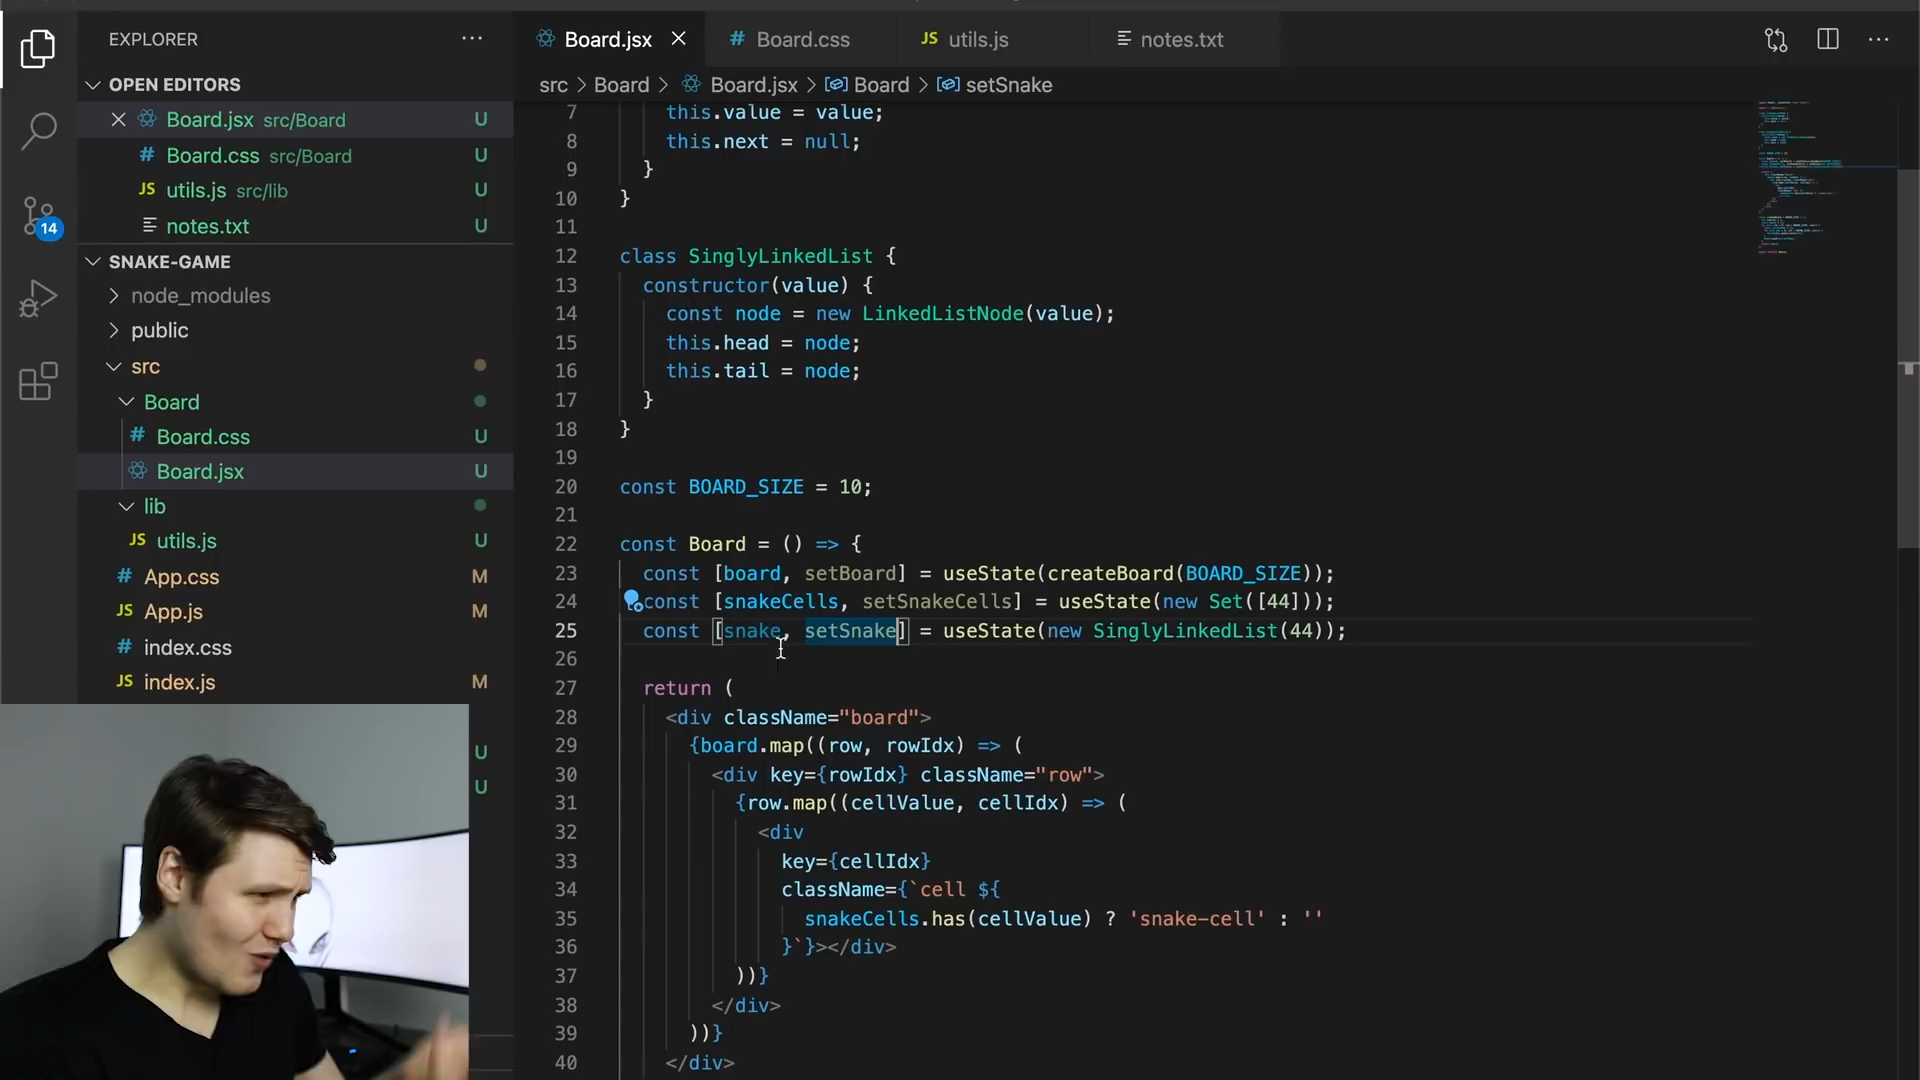 EXPLORER
OPEN EDITORS
Board.jsx src/Board U
Board.css src/Board U
JS utils.js src/lib U
notes.txt U
14
SNAKE-GAME
node_modules
public
src
Board
# Board.css U
Board.jsx U
lib
JS utils.js U
# App.css M
JS App.js M
# index.css
JS index.js M
U
U
Board.jsx
# Board.css
JS utils.js
notes.txt
src > Board > Board.jsx > Board > setSnake
7 this.value = value;
8 this.next = null;
9 }
10 }
11
12 class SinglyLinkedList {
13 constructor(value) {
14 const node = new LinkedListNode(value);
15 this.head = node;
16 this.tail = node;
17 }
18 }
19
20 const BOARD_SIZE = 10;
21
22 const Board = () => {
23 const [board, setBoard] = useState(createBoard(BOARD_SIZE));
24 const [snakeCells, setSnakeCells] = useState(new Set([44]));
25 const [snake, setSnake] = useState(new SinglyLinkedList(44));
26
27 return (
28 <div className="board">
29 {board.map((row, rowIdx) => (
30 <div key={rowIdx} className="row">
31 {row.map((cellValue, cellIdx) => (
32 <div
33 key={cellIdx}
34 className={`cell ${
35 snakeCells.has(cellValue) ? 'snake-cell' : ''
36 }`}></div>
37 ))}
38 </div>
39 ))}
40 </div>